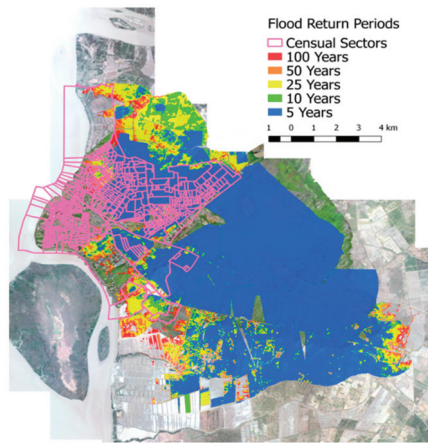 Flood Return Periods
Censual Sectors
100 Years
50 Years
25 Years
10 Years
5 Years
1 0 1 2 3 4 km